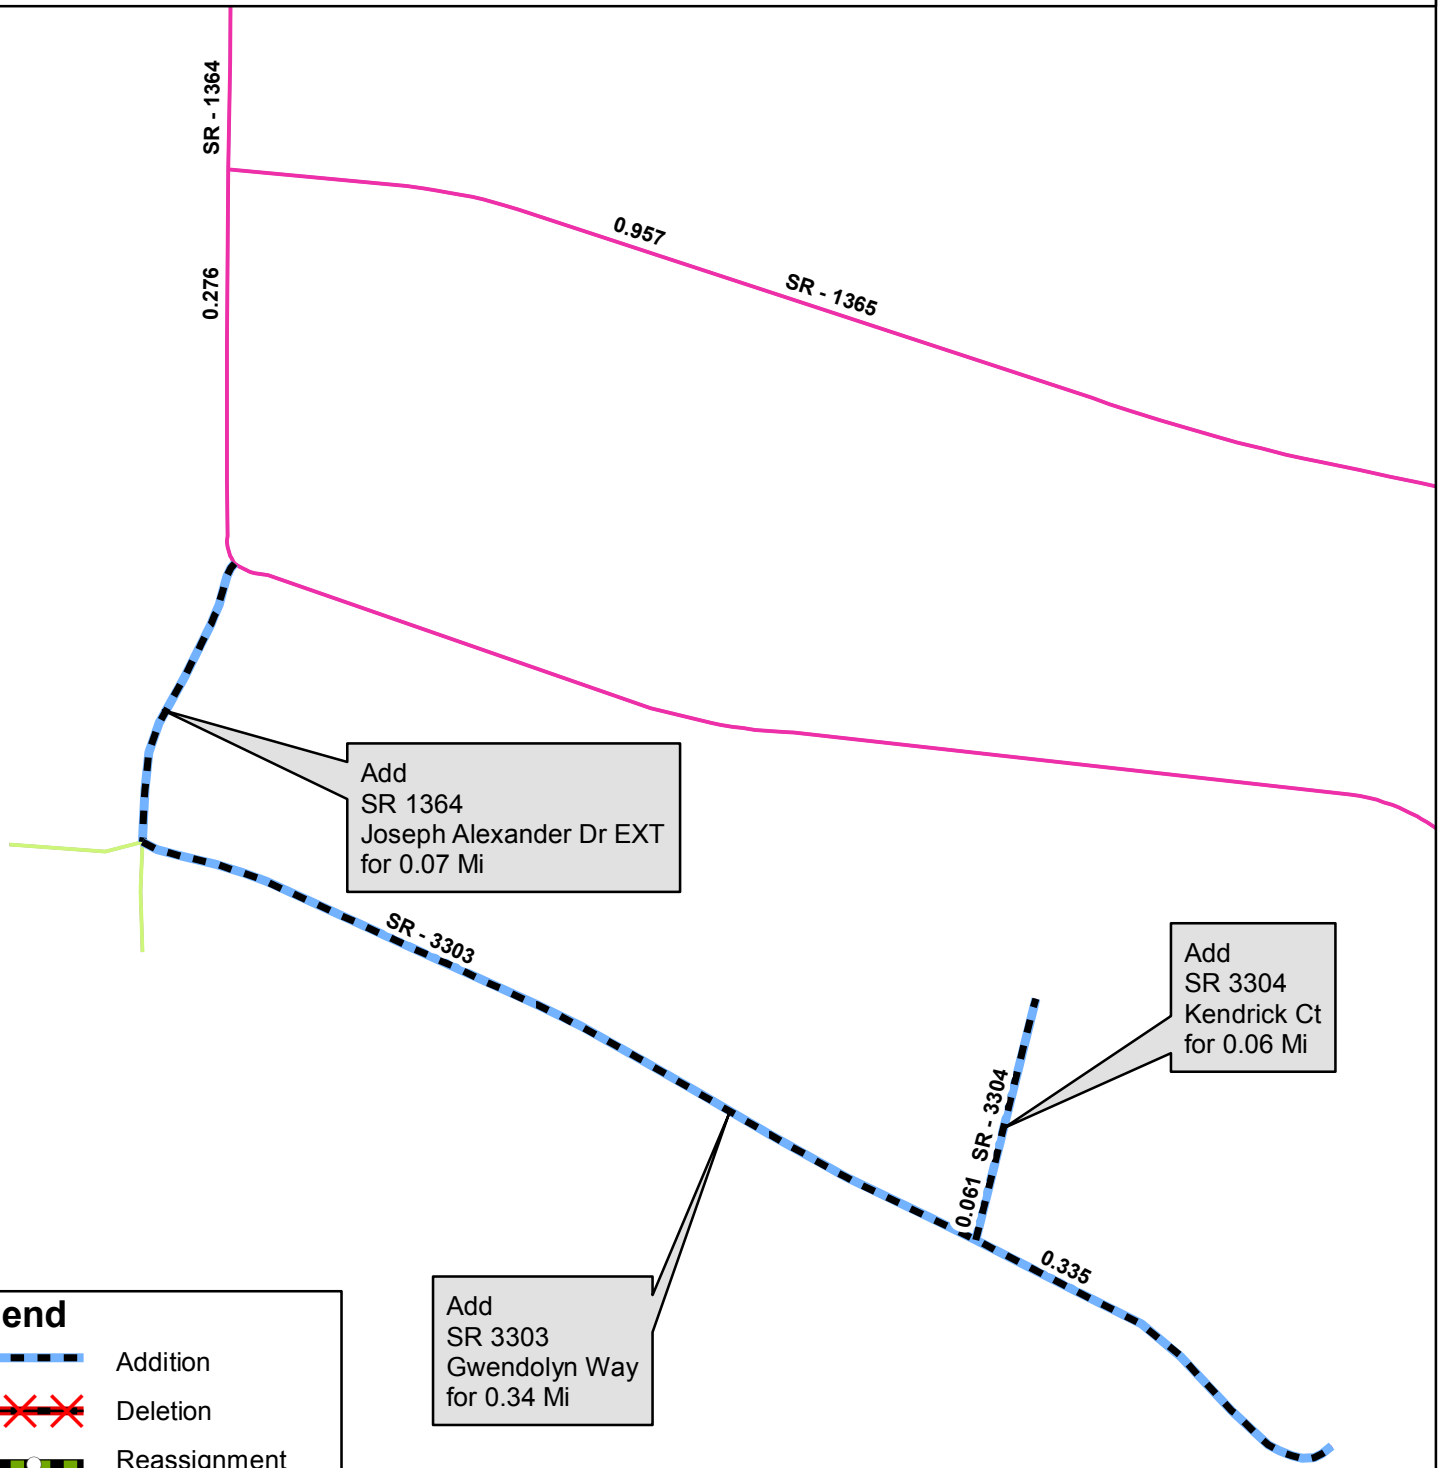 SR - 1364
0.957
0.276
SR - 1365
Add
SR 1364
Joseph Alexander Dr EXT
for 0.07 Mi
SR - 3303
Add
SR 3304
Kendrick Ct
for 0.06 Mi
SR - 3304
0.061
0.335
Add
SR 3303
Gwendolyn Way
for 0.34 Mi
end
Addition
Deletion
Reassignment